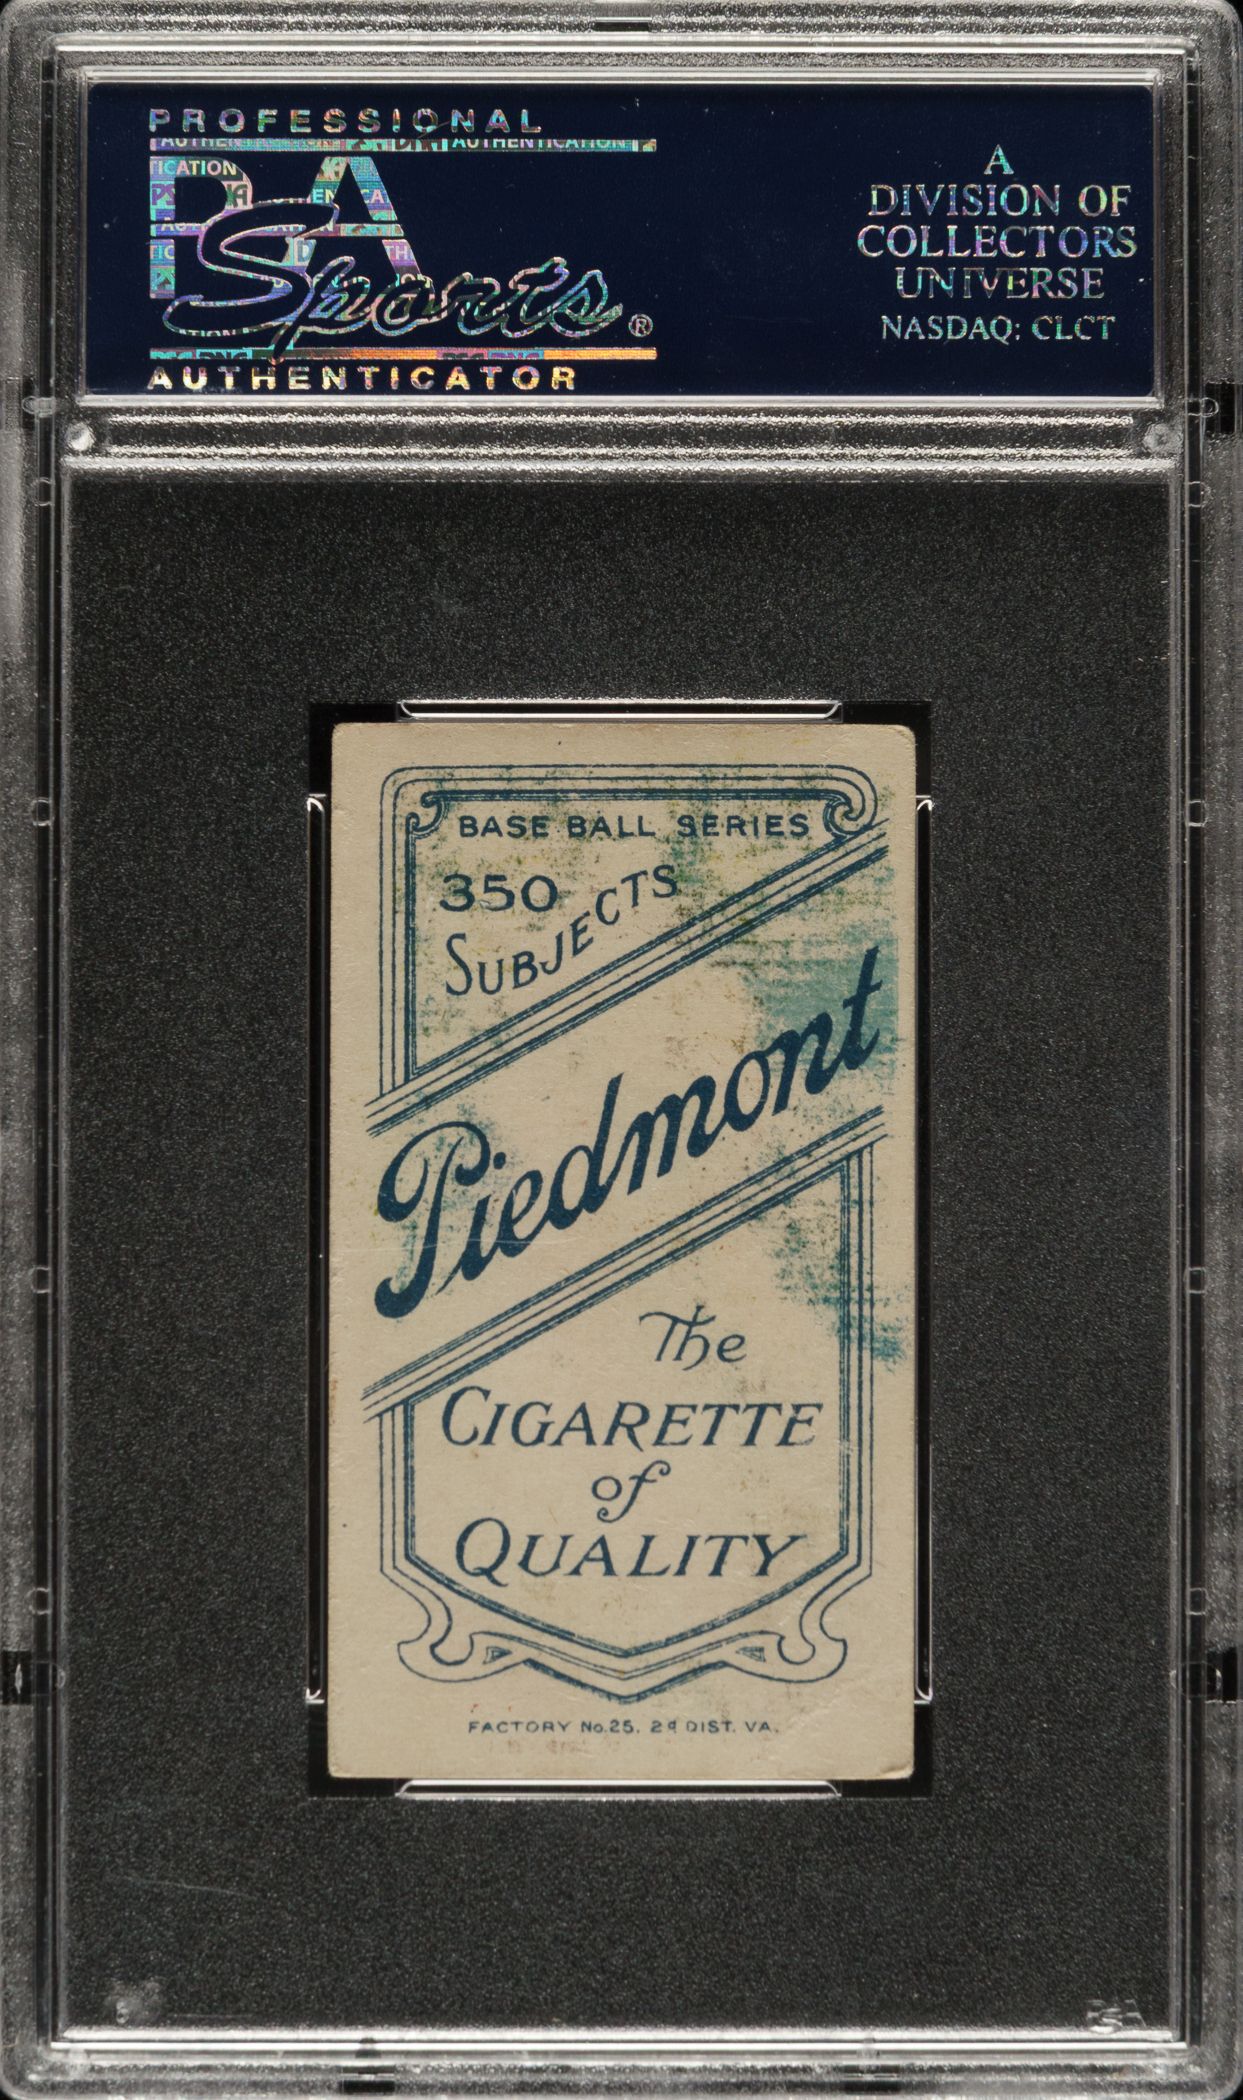 PROFESSIONAL
PSA
Sports®
AUTHENTICATOR
A
DIVISION OF
COLLECTORS
UNIVERSE
NASDAQ: CLCT
BASE BALL SERIES
350
SUBJECTS
Piedmont
The
CIGARETTE
of
QUALITY
FACTORY No. 25. 2d DIST. VA.
PSA